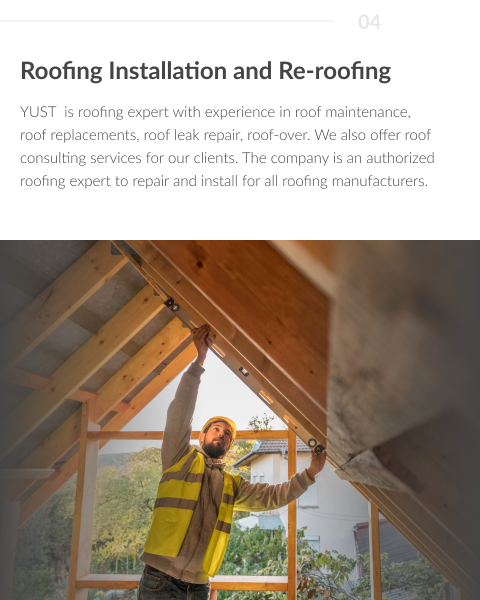 04
Roofing Installation and Re-roofing
YUST  is roofing expert with experience in roof maintenance,
roof replacements, roof leak repair, roof-over. We also offer roof
consulting services for our clients. The company is an authorized
roofing expert to repair and install for all roofing manufacturers.